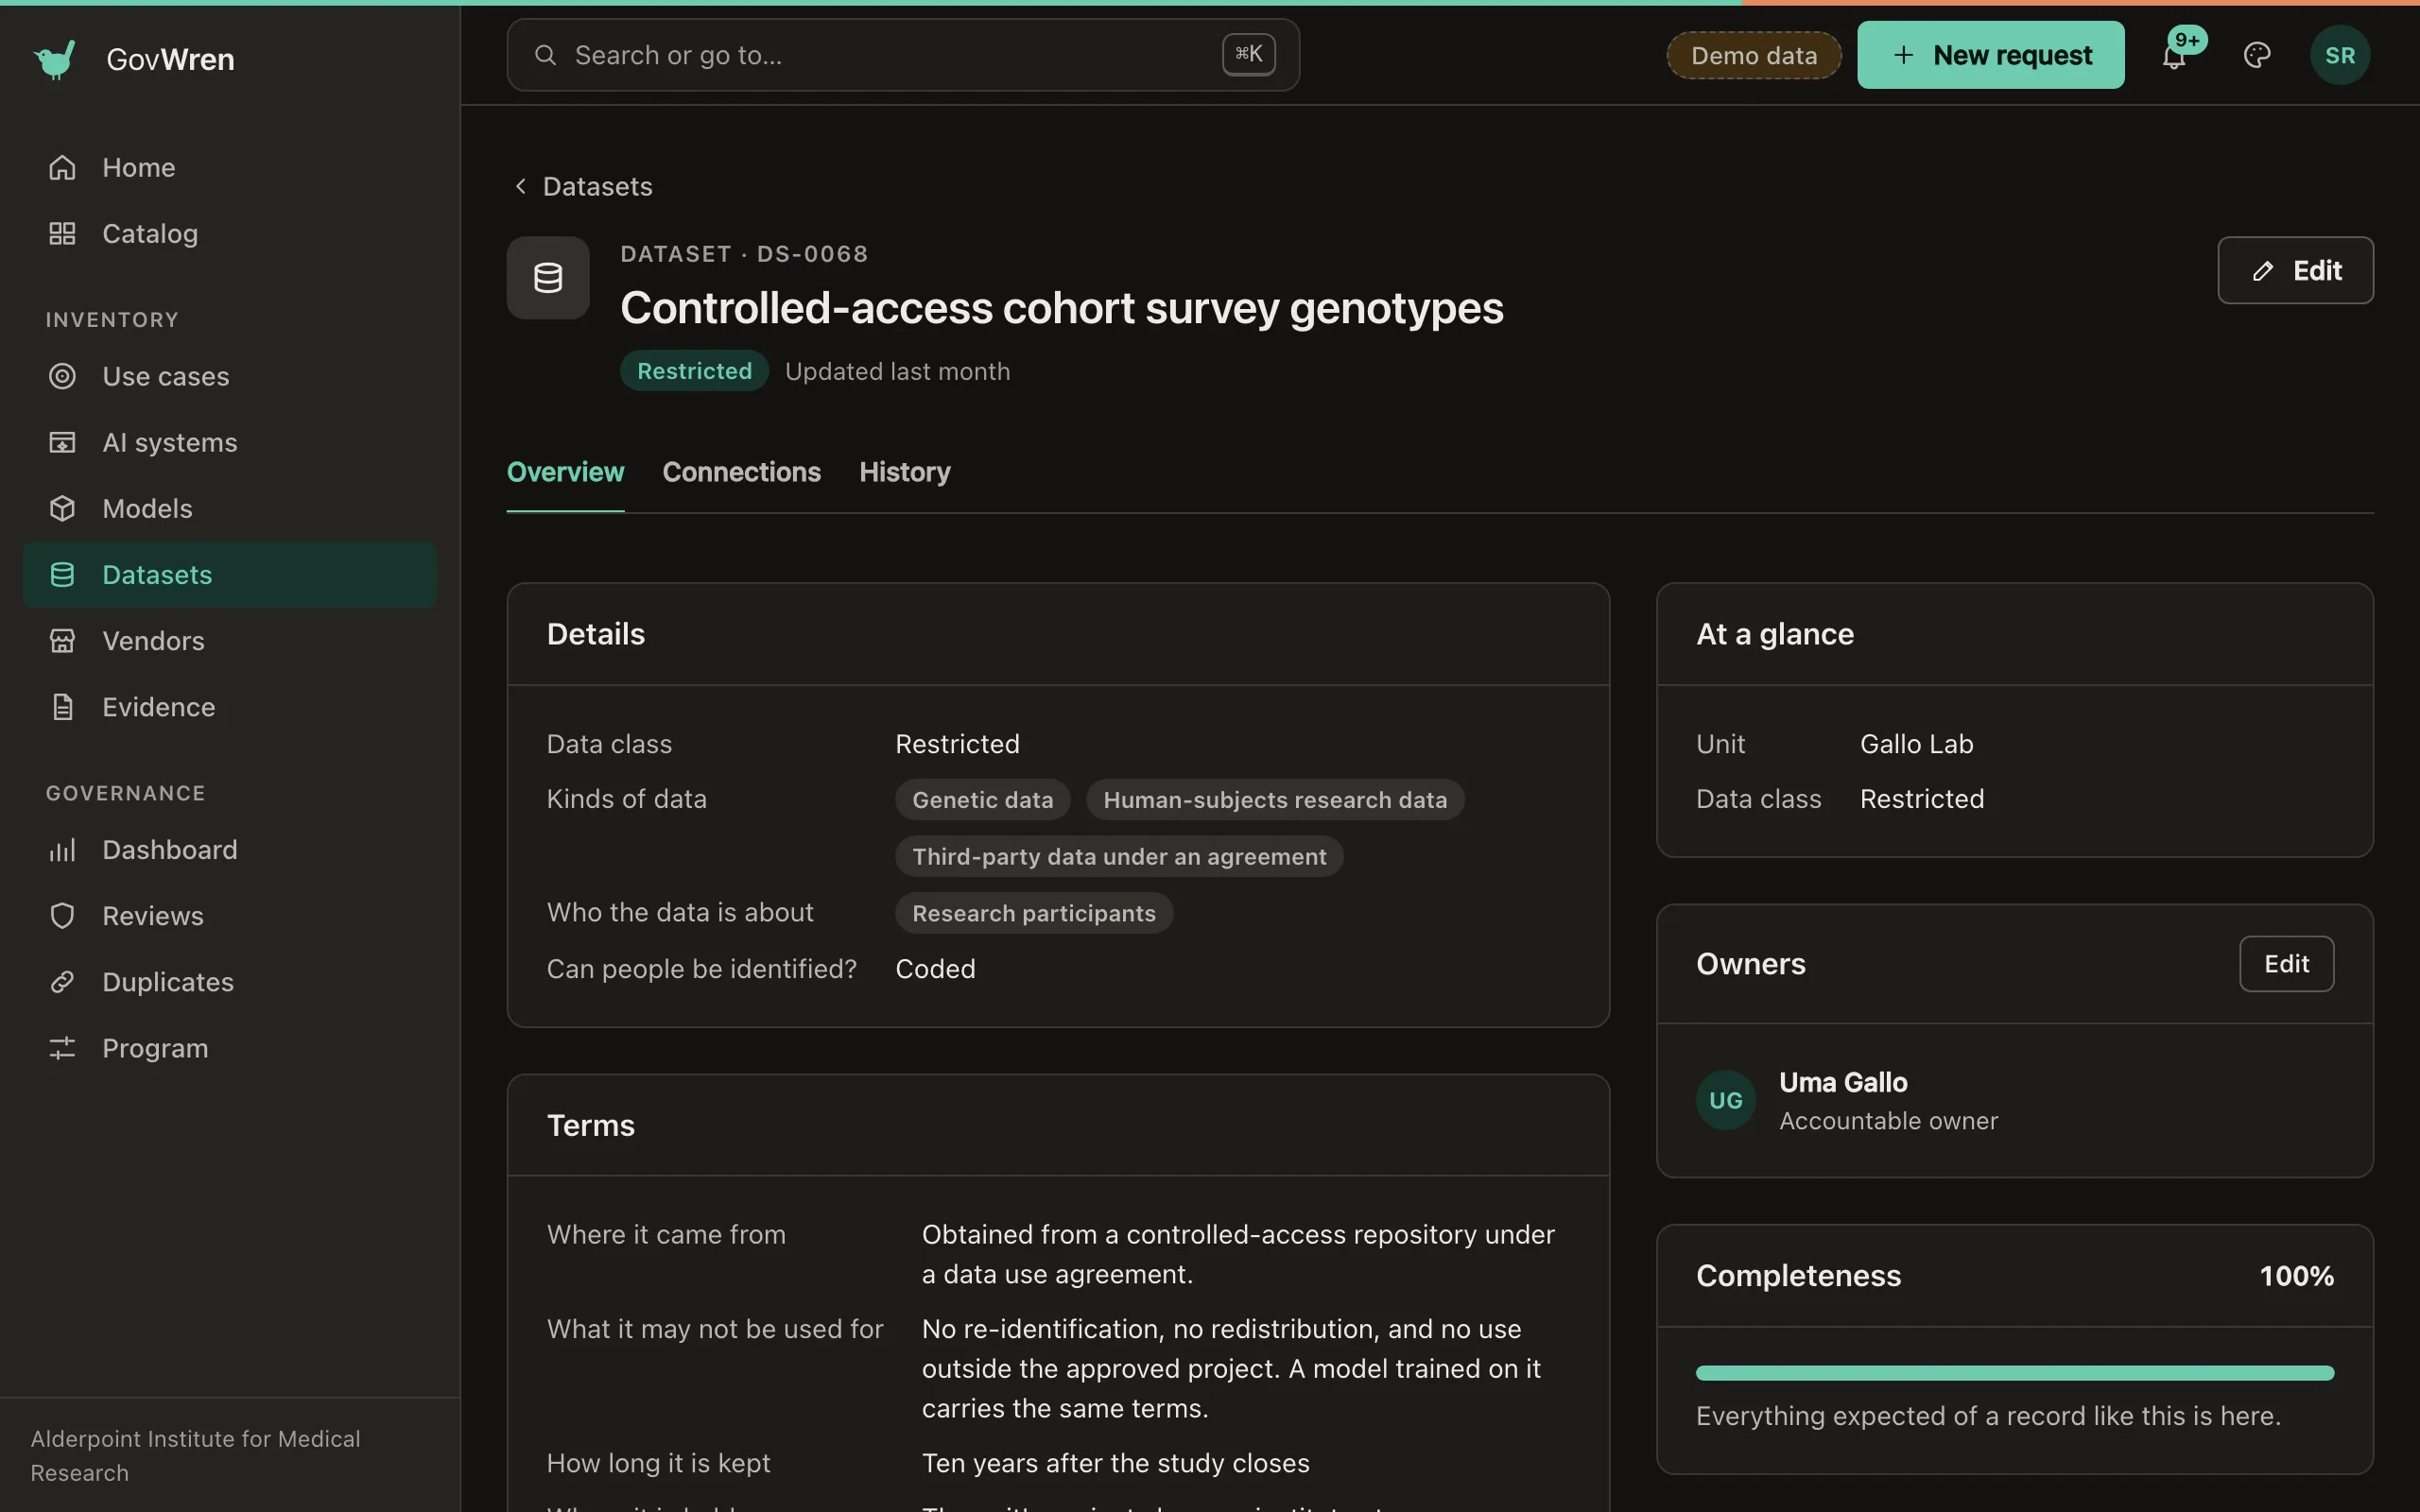 GovWren
Search or go to...
⌘K
Demo data
New request
9+
SR
Home
Catalog
INVENTORY
Use cases
AI systems
Models
Datasets
Vendors
Evidence
GOVERNANCE
Dashboard
Reviews
Duplicates
Program
Alderpoint Institute for Medical
Research
Datasets
DATASET · DS-0068
Controlled-access cohort survey genotypes
Restricted
Updated last month
Edit
Overview
Connections
History
Details
Data class
Restricted
Kinds of data
Genetic data
Human-subjects research data
Third-party data under an agreement
Who the data is about
Research participants
Can people be identified?
Coded
Terms
Where it came from
Obtained from a controlled-access repository under
a data use agreement.
What it may not be used for
No re-identification, no redistribution, and no use
outside the approved project. A model trained on it
carries the same terms.
How long it is kept
Ten years after the study closes
At a glance
Unit
Gallo Lab
Data class
Restricted
Owners
Edit
UG
Uma Gallo
Accountable owner
Completeness
100%
Everything expected of a record like this is here.